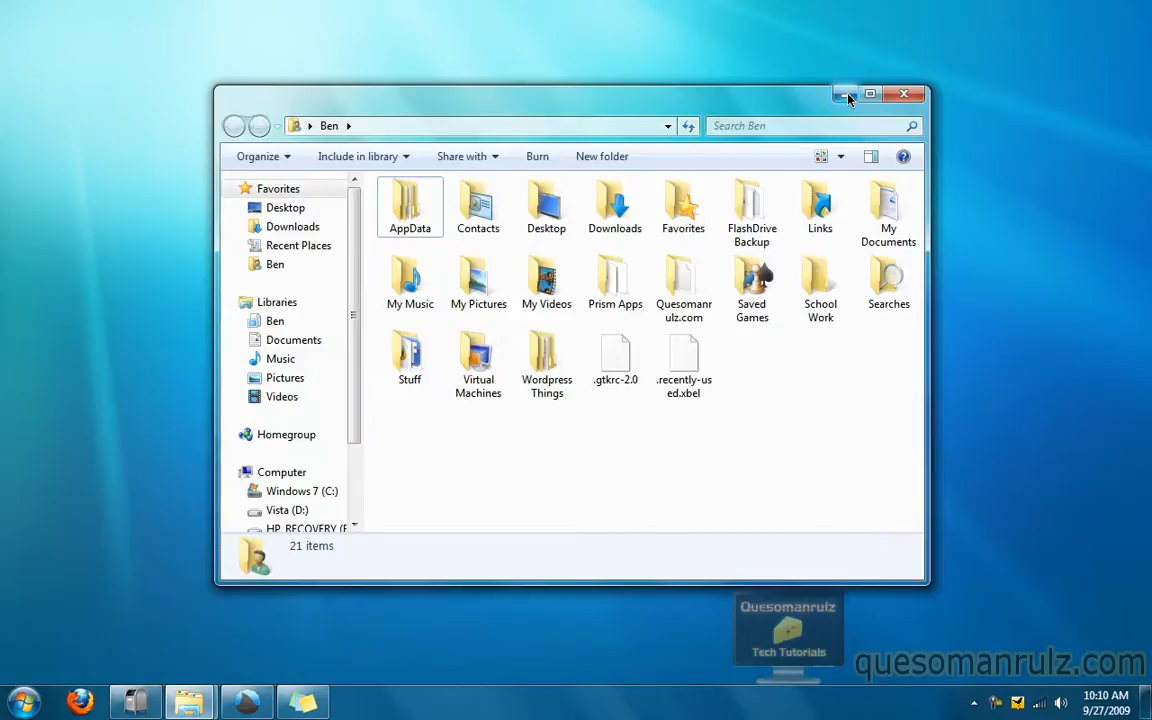 Ben
Search Ben
Organize
Include in library
Share with
Burn
New folder
Favorites
Desktop
Downloads
Recent Places
Ben
Libraries
Ben
Documents
Music
Pictures
Videos
Homegroup
Computer
Windows 7 (C:)
Vista (D:)
HP_RECOVERY (F
AppData
Contacts
Desktop
Downloads
Favorites
FlashDrive
Backup
Links
My
Documents
My Music
My Pictures
My Videos
Prism Apps
Quesomanr
ulz.com
Saved
Games
School
Work
Searches
Stuff
Virtual
Machines
Wordpress
Things
.gtkrc-2.0
.recently-us
ed.xbel
21 items
Quesomanrulz
Tech Tutorials
quesomanrulz.com
10:10 AM
9/27/2009